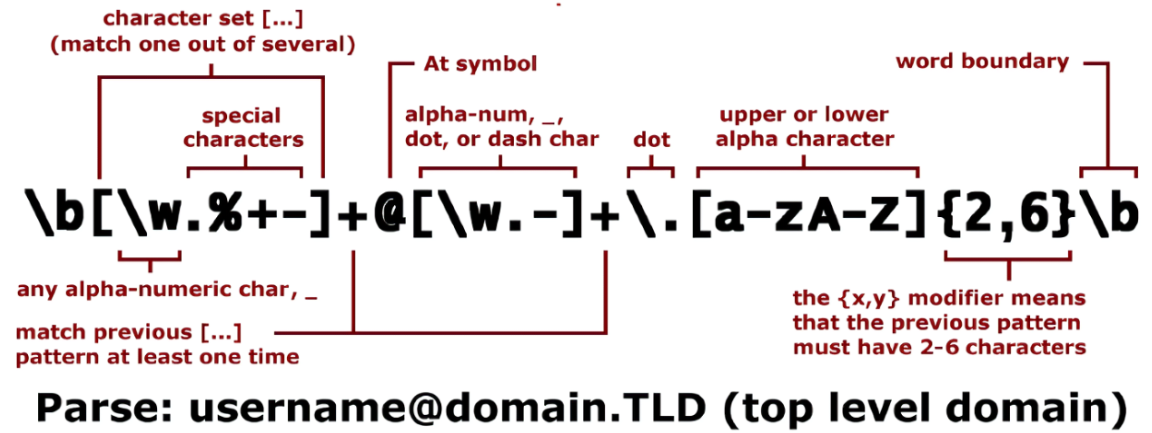 character set [...]
(match one out of several)
At symbol
word boundary
special
characters
alpha-num, _,
dot, or dash char
dot
upper or lower
alpha character
\b[\w.%+-]+@[\w.-]+\.[a-zA-Z]{2,6}\b
any alpha-numeric char, _
match previous [...]
pattern at least one time
the {x,y} modifier means
that the previous pattern
must have 2-6 characters
Parse: username@domain.TLD (top level domain)